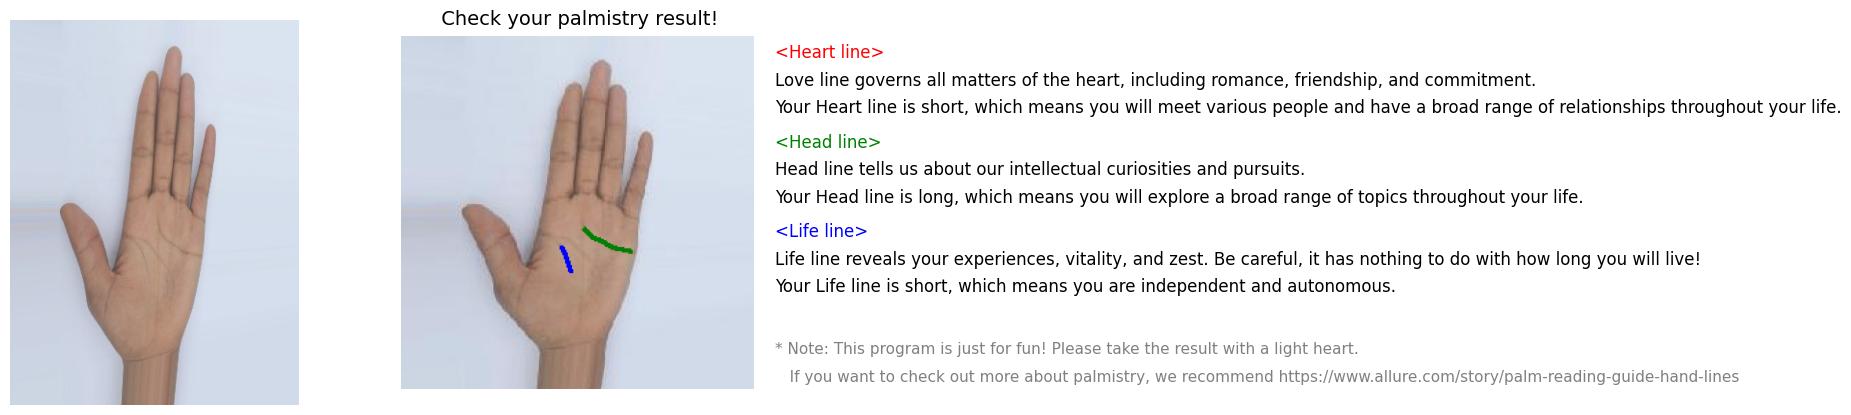 Check your palmistry result!
<Heart line>
Love line governs all matters of the heart, including romance, friendship, and commitment.
Your Heart line is short, which means you will meet various people and have a broad range of relationships throughout your life.
<Head line>
Head line tells us about our intellectual curiosities and pursuits.
Your Head line is long, which means you will explore a broad range of topics throughout your life.
<Life line>
Life line reveals your experiences, vitality, and zest. Be careful, it has nothing to do with how long you will live!
Your Life line is short, which means you are independent and autonomous.
* Note: This program is just for fun! Please take the result with a light heart.
If you want to check out more about palmistry, we recommend https://www.allure.com/story/palm-reading-guide-hand-lines